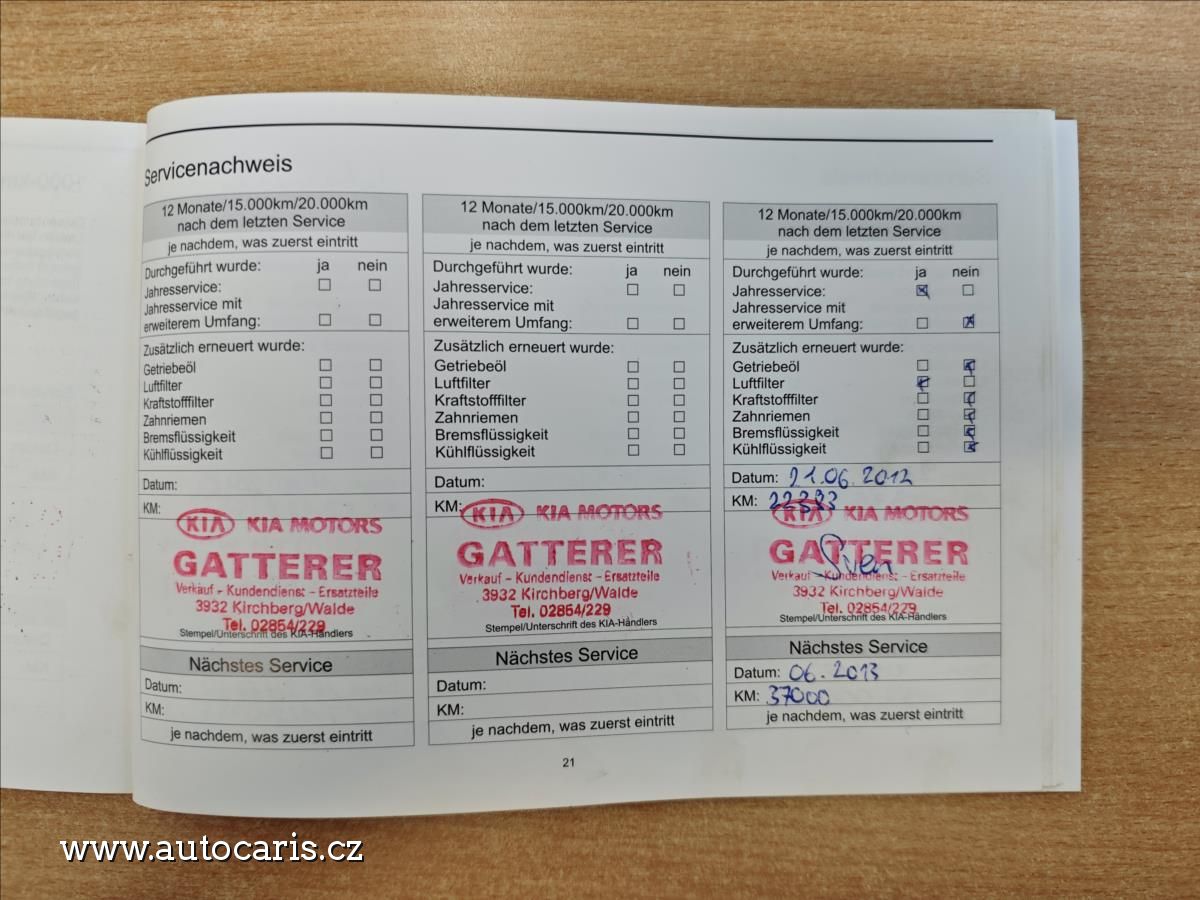 Servicenachweis
12 Monate/15.000km/20.000km
nach dem letzten Service
je nachdem, was zuerst eintritt
Durchgeführt wurde: ja nein
Jahresservice:
Jahresservice mit
erweiterem Umfang:
Zusätzlich erneuert wurde:
Getriebeöl
Luftfilter
Kraftstofffilter
Zahnriemen
Bremsflüssigkeit
Kühlflüssigkeit
Datum:
KM:
KIA KIA MOTORS
GATTERER
Verkauf - Kundendienst - Ersatzteile
3932 Kirchberg/Walde
Tel. 02854/229
Stempel/Unterschrift des KIA-Händlers
Nächstes Service
Datum:
KM:
je nachdem, was zuerst eintritt
12 Monate/15.000km/20.000km
nach dem letzten Service
je nachdem, was zuerst eintritt
Durchgeführt wurde: ja nein
Jahresservice:
Jahresservice mit
erweiterem Umfang:
Zusätzlich erneuert wurde:
Getriebeöl
Luftfilter
Kraftstofffilter
Zahnriemen
Bremsflüssigkeit
Kühlflüssigkeit
Datum:
KM:
KIA KIA MOTORS
GATTERER
Verkauf - Kundendienst - Ersatzteile
3932 Kirchberg/Walde
Tel. 02854/229
Stempel/Unterschrift des KIA-Händlers
Nächstes Service
Datum:
KM:
je nachdem, was zuerst eintritt
12 Monate/15.000km/20.000km
nach dem letzten Service
je nachdem, was zuerst eintritt
Durchgeführt wurde: ja nein
Jahresservice:
Jahresservice mit
erweiterem Umfang:
Zusätzlich erneuert wurde:
Getriebeöl
Luftfilter
Kraftstofffilter
Zahnriemen
Bremsflüssigkeit
Kühlflüssigkeit
Datum: 21.06.2012
KM:
KIA KIA MOTORS
GATTERER
Verkauf - Kundendienst - Ersatzteile
3932 Kirchberg/Walde
Tel. 02854/229
Stempel/Unterschrift des KIA-Händlers
Nächstes Service
Datum: 06.2013
KM: 37000
je nachdem, was zuerst eintritt
21
www.autocaris.cz